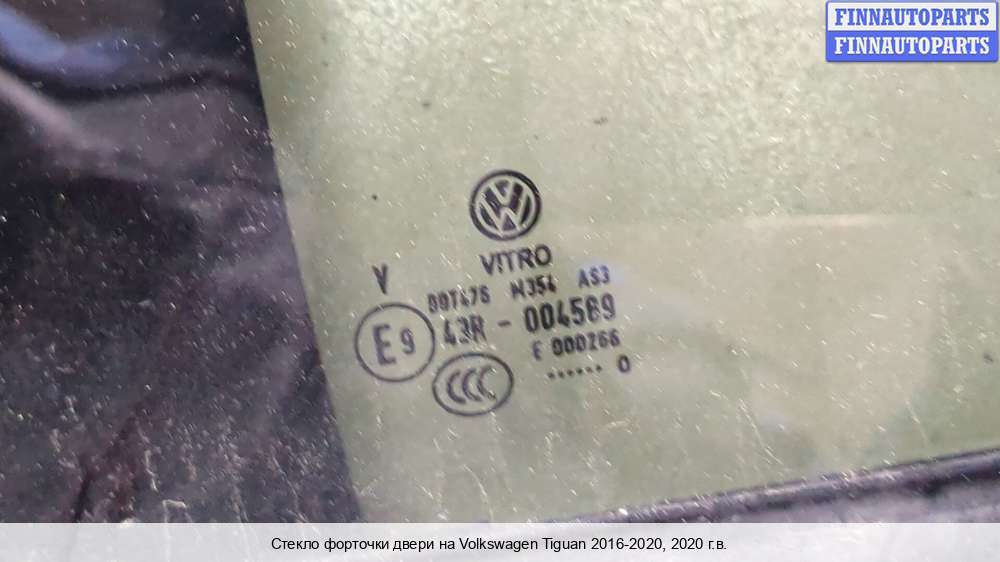 FINNAUTOPARTS
FINNAUTOPARTS
VITRO
V
DOT476 M354 AS3
E9 43R - 004589
E 000266
CCC
...... 0
Стекло форточки двери на Volkswagen Tiguan 2016-2020, 2020 г.в.